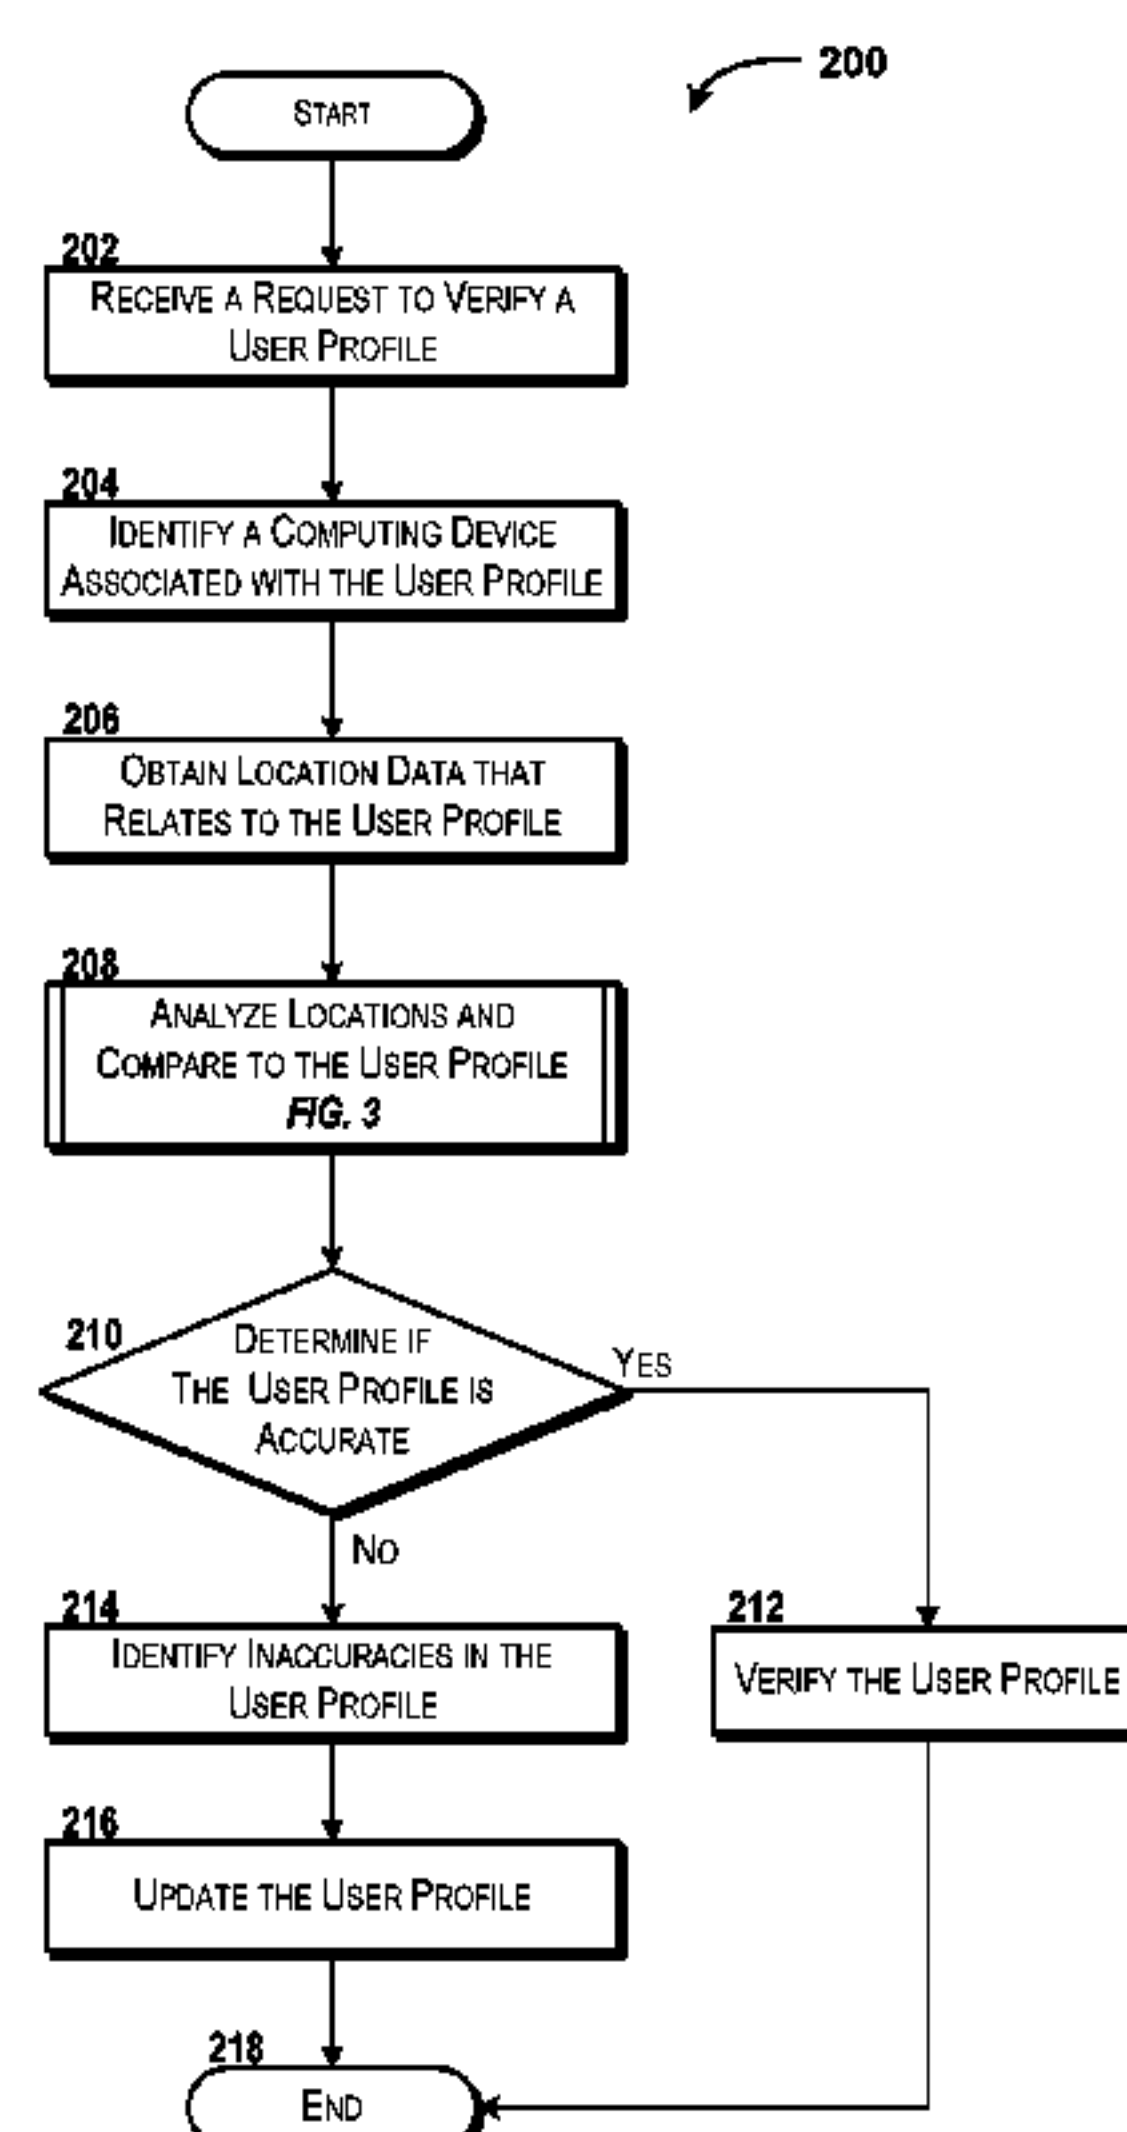 200
START
202
RECEIVE A REQUEST TO VERIFY A
USER PROFILE
204
IDENTIFY A COMPUTING DEVICE
ASSOCIATED WITH THE USER PROFILE
206
OBTAIN LOCATION DATA THAT
RELATES TO THE USER PROFILE
208
ANALYZE LOCATIONS AND
COMPARE TO THE USER PROFILE
FIG. 3
210
DETERMINE IF
THE USER PROFILE IS
ACCURATE
YES
NO
214
IDENTIFY INACCURACIES IN THE
USER PROFILE
212
VERIFY THE USER PROFILE
216
UPDATE THE USER PROFILE
218
END